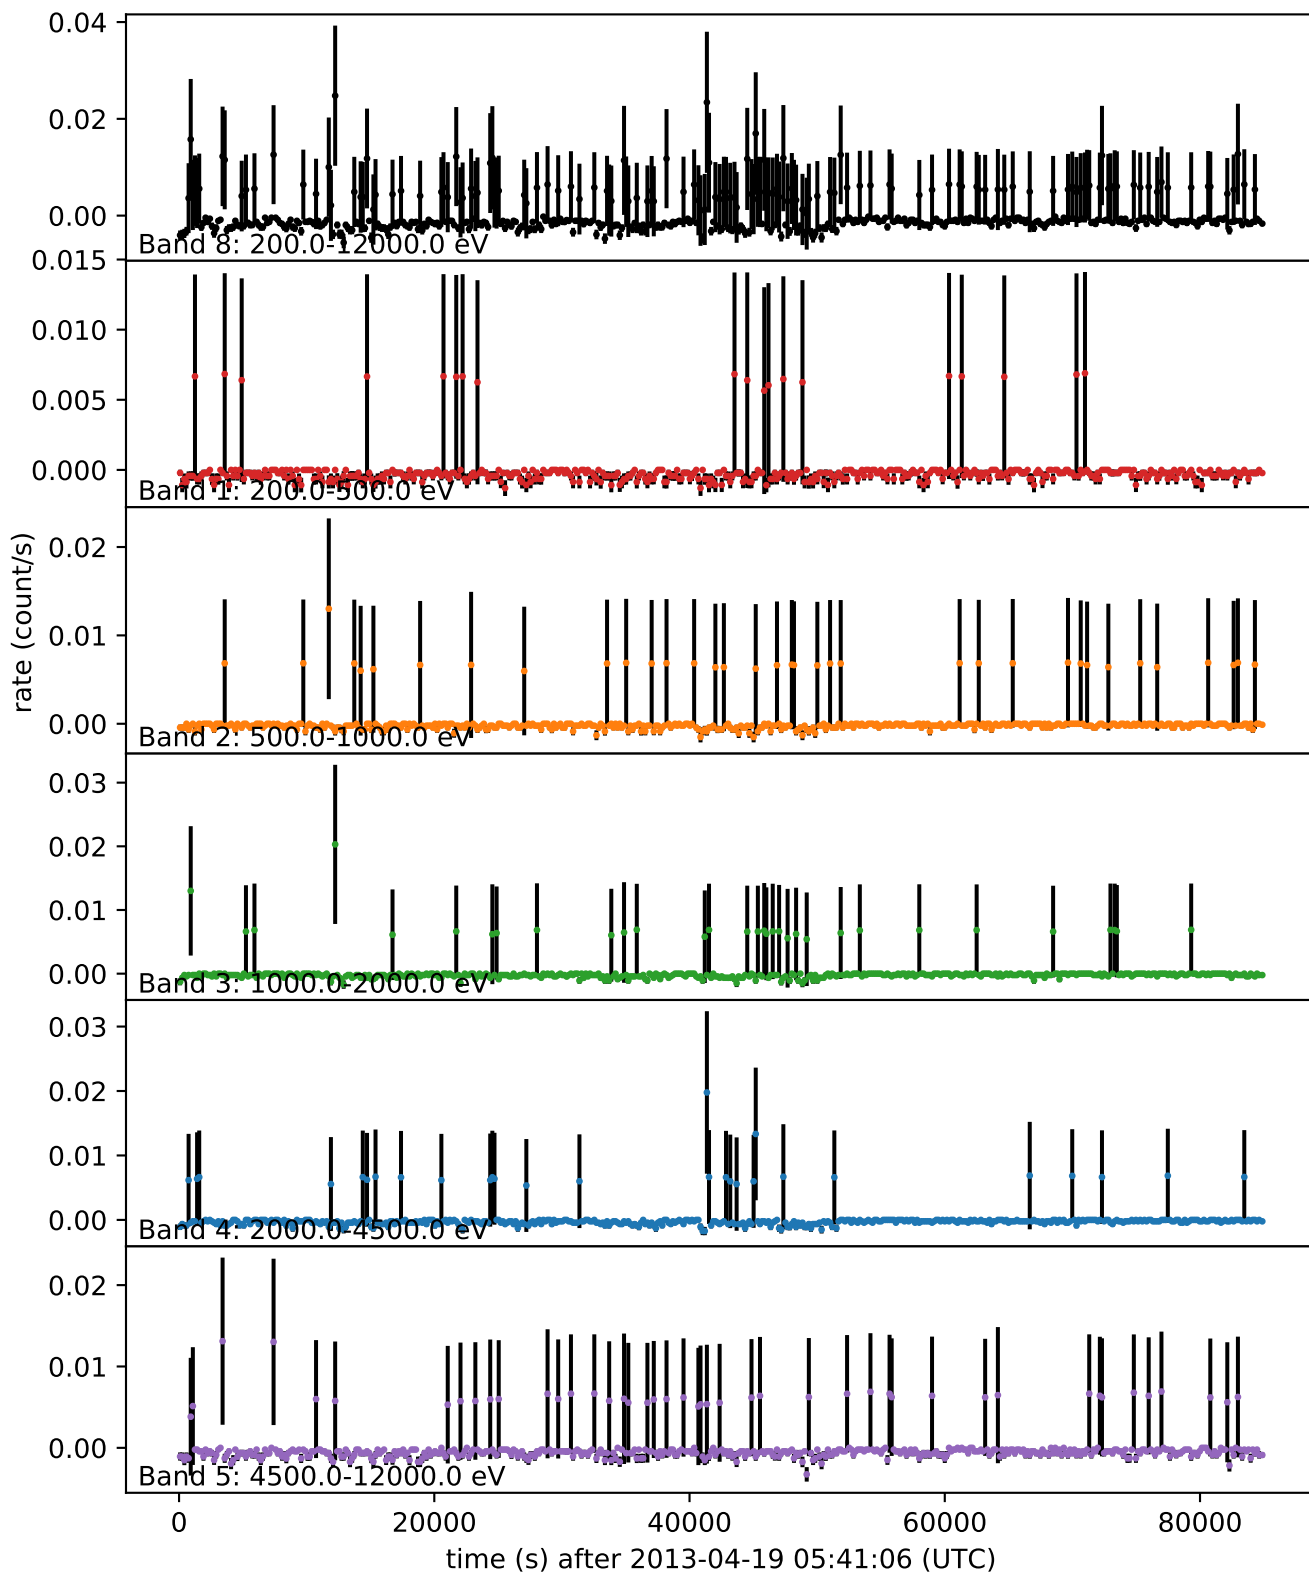 0.04
0.02
0.00
Band 8: 200.0-12000.0 eV
0.015
0.010
0.005
0.000
Band 1: 200.0-500.0 eV
0.02
0.01
0.00
Band 2: 500.0-1000.0 eV
rate (count/s)
0.03
0.02
0.01
0.00
Band 3: 1000.0-2000.0 eV
0.03
0.02
0.01
0.00
Band 4: 2000.0-4500.0 eV
0.02
0.01
0.00
Band 5: 4500.0-12000.0 eV
0 20000 40000 60000 80000
time (s) after 2013-04-19 05:41:06 (UTC)